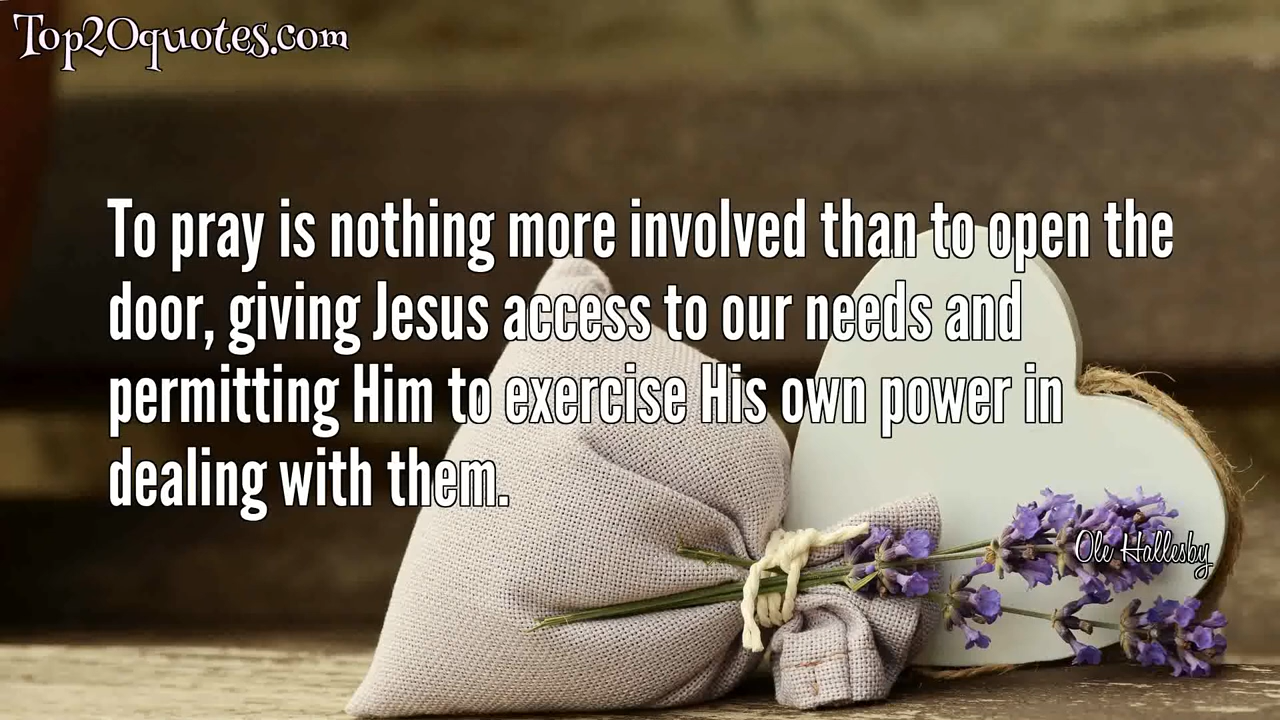 Top20quotes.com
To pray is nothing more involved than to open the
door, giving Jesus access to our needs and
permitting Him to exercise His own power in
dealing with them.
Ole Hallesby